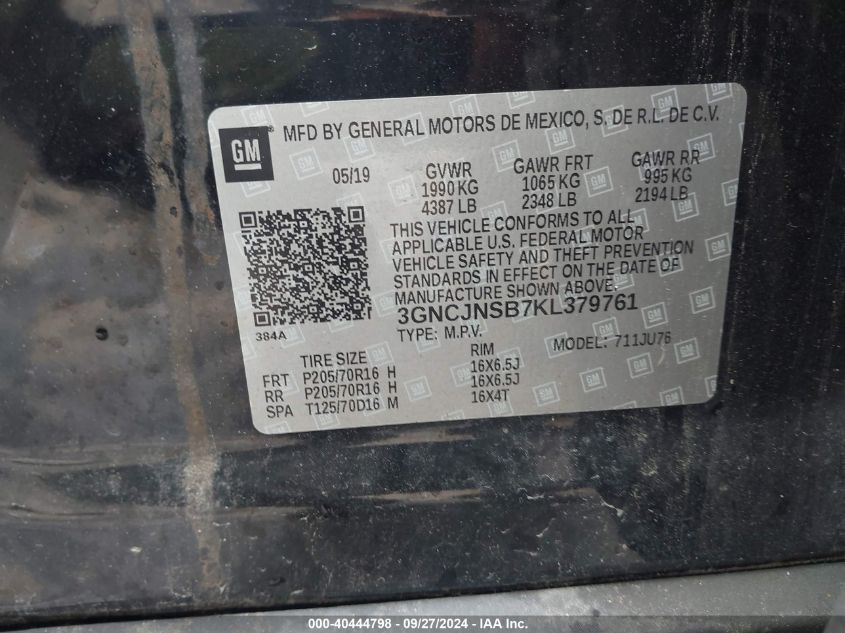 GM
MFD BY GENERAL MOTORS DE MEXICO, S. DE R.L. DE C.V.
05/19 GVWR GAWR FRT GAWR RR
1990 KG 1065 KG 995 KG
4387 LB 2348 LB 2194 LB
THIS VEHICLE CONFORMS TO ALL
APPLICABLE U.S. FEDERAL MOTOR
VEHICLE SAFETY AND THEFT PREVENTION
STANDARDS IN EFFECT ON THE DATE OF
MANUFACTURE SHOWN ABOVE.
3GNCJNSB7KL379761
384A TYPE: M.P.V. MODEL: 711JU76
TIRE SIZE RIM
FRT P205/70R16 H 16X6.5J
RR P205/70R16 H 16X6.5J
SPA T125/70D16 M 16X4T
000-40444798 - 09/27/2024 - IAA Inc.